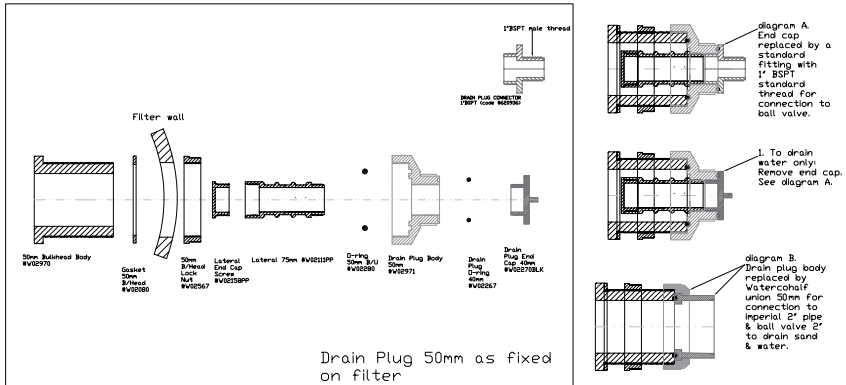 1"BSPT male thread
DRAIN PLUG CONNECTOR
1"BSPT (code #620936)
Filter wall
50mm Bulkhead Body
#W02970
Gasket
50mm
B/Head
#W02080
50mm
B/Head
Lock
Nut
#W02567
Lateral
End Cap
Screw
#W02158PP
Lateral 75mm #W02111PP
O-ring
50mm B/U
#W02280
Drain Plug Body
50mm
#W02971
Drain
Plug
O-ring
40mm
#W02267
Drain
Plug End
Cap 40mm
#W02270BLK
Drain Plug 50mm as fixed
on filter
diagram A.
End cap
replaced by a
standard
fitting with
1" BSPT
standard
thread for
connection to
ball valve.
1. To drain
water only:
Remove end cap.
See diagram A.
diagram B.
Drain plug body
replaced by
Watercohalf
union 50mm for
connection to
imperial 2" pipe
& ball valve 2"
to drain sand
& water.